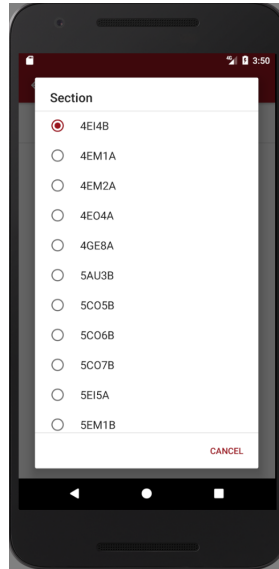 3:50
Section
4EI4B
4EM1A
4EM2A
4EO4A
4GE8A
5AU3B
5CO5B
5CO6B
5CO7B
5EI5A
5EM1B
CANCEL